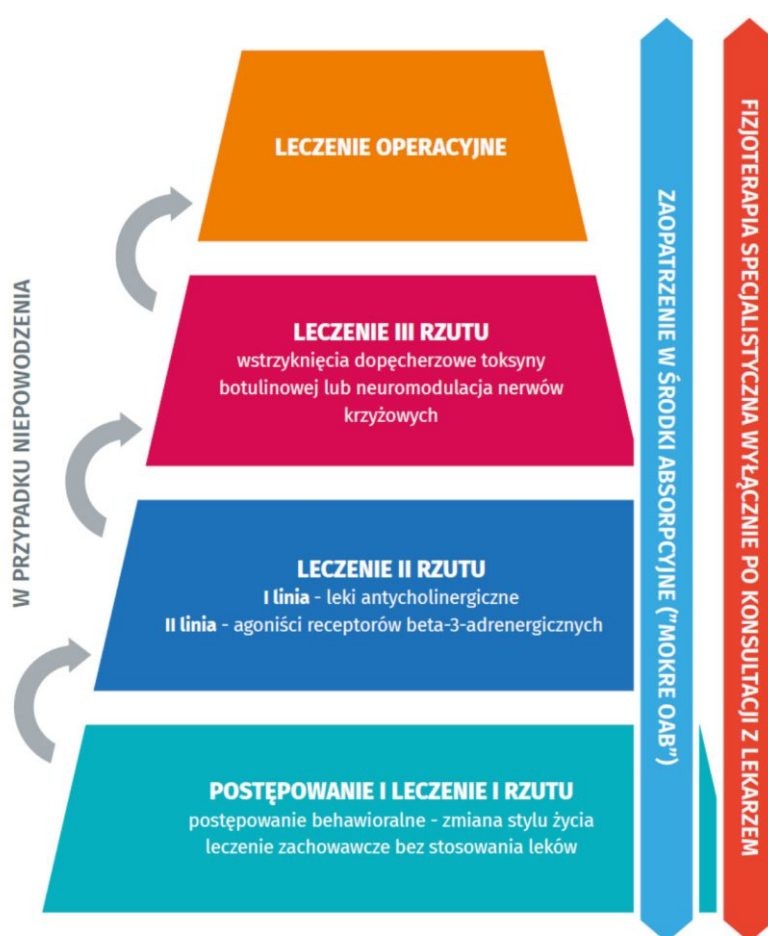 LECZENIE OPERACYJNE
LECZENIE III RZUTU
wstrzyknięcia dopęcherzowe toksyny
botulinowej lub neuromodulacja nerwów
krzyżowych
LECZENIE II RZUTU
I linia - leki antycholinergiczne
II linia - agoniści receptorów beta-3-adrenergicznych
POSTĘPOWANIE I LECZENIE I RZUTU
postępowanie behawioralne - zmiana stylu życia
leczenie zachowawcze bez stosowania leków
W PRZYPADKU NIEPOWODZENIA
ZAOPATRZENIE W ŚRODKI ABSORPCYJNE ("MOKRE OAB")
FIZJOTERAPIA SPECJALISTYCZNA WYŁĄCZNIE PO KONSULTACJI Z LEKARZEM